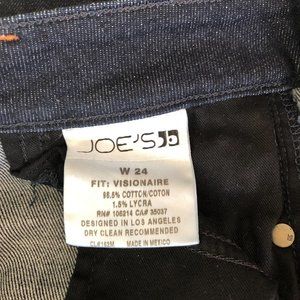 JOE'S
W 24
FIT: VISIONAIRE
98.5% COTTON/COTON
1.5% LYCRA
RN# 106214 CA# 35037
DESIGNED IN LOS ANGELES
DRY CLEAN RECOMMENDED
MADE IN MEXICO